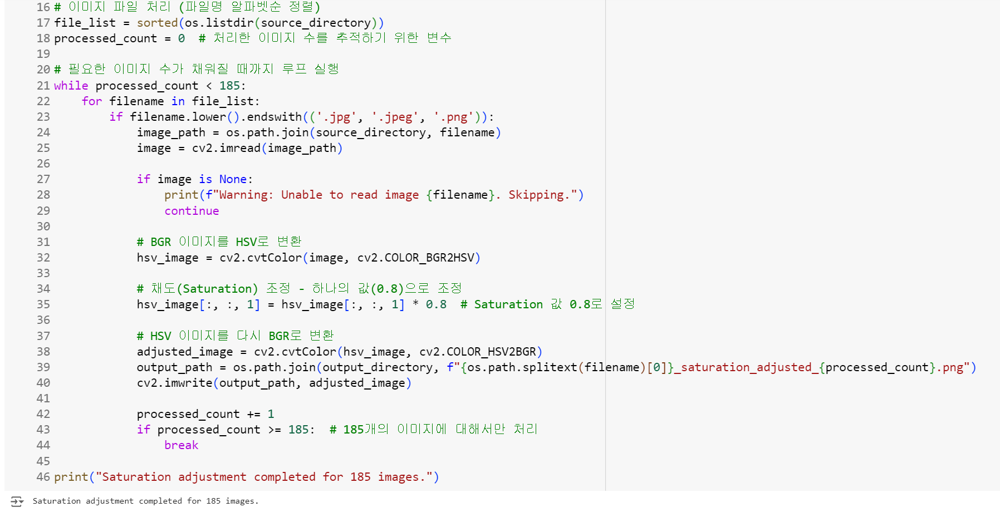 16 # 이미지 파일 처리 (파일명 알파벳순 정렬)
17 file_list = sorted(os.listdir(source_directory))
18 processed_count = 0  # 처리한 이미지 수를 추적하기 위한 변수
19
20 # 필요한 이미지 수가 채워질 때까지 루프 실행
21 while processed_count < 185:
22     for filename in file_list:
23         if filename.lower().endswith(('.jpg', '.jpeg', '.png')):
24             image_path = os.path.join(source_directory, filename)
25             image = cv2.imread(image_path)
26
27             if image is None:
28                 print(f"Warning: Unable to read image {filename}. Skipping.")
29                 continue
30
31             # BGR 이미지를 HSV로 변환
32             hsv_image = cv2.cvtColor(image, cv2.COLOR_BGR2HSV)
33
34             # 채도(Saturation) 조정 - 하나의 값(0.8)으로 조정
35             hsv_image[:, :, 1] = hsv_image[:, :, 1] * 0.8  # Saturation 값 0.8로 설정
36
37             # HSV 이미지를 다시 BGR로 변환
38             adjusted_image = cv2.cvtColor(hsv_image, cv2.COLOR_HSV2BGR)
39             output_path = os.path.join(output_directory, f"{os.path.splitext(filename)[0]}_saturation_adjusted_{processed_count}.png")
40             cv2.imwrite(output_path, adjusted_image)
41
42             processed_count += 1
43             if processed_count >= 185:  # 185개의 이미지에 대해서만 처리
44                 break
45
46 print("Saturation adjustment completed for 185 images.")
Saturation adjustment completed for 185 images.